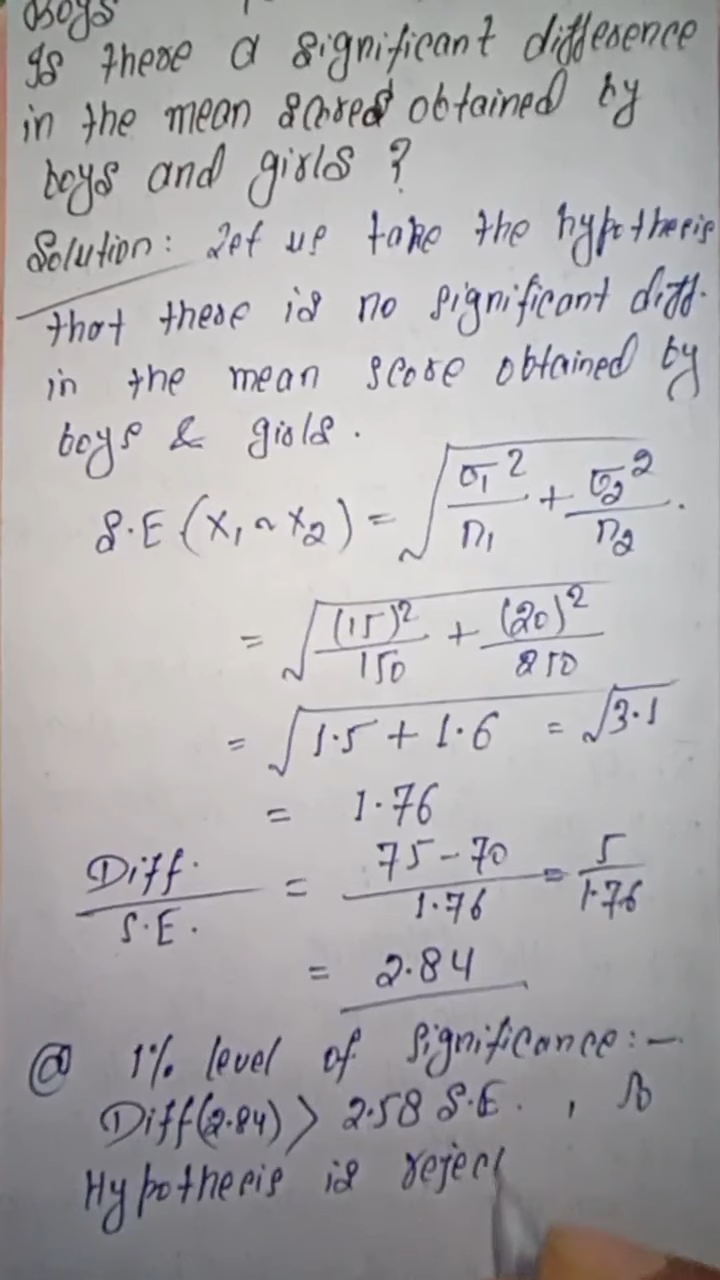 Boys
Is there a significant difference
in the mean scores obtained by
boys and girls ?
Solution: Let us take the hypothesis
that there is no significant diff.
in the mean score obtained by
boys & girls.
S.E (x₁ ~ x₂) = √(σ₁²/n₁ + σ₂²/n₂).
= √((15)²/150 + (20)²/250)
= √1.5 + 1.6 = √3.1
= 1.76
Diff./S.E. = 75-70/1.76 = 5/1.76
= 2.84
@ 1% level of significance:-
Diff(2.84) > 2.58 S.E. ,
Hypothesis is reject